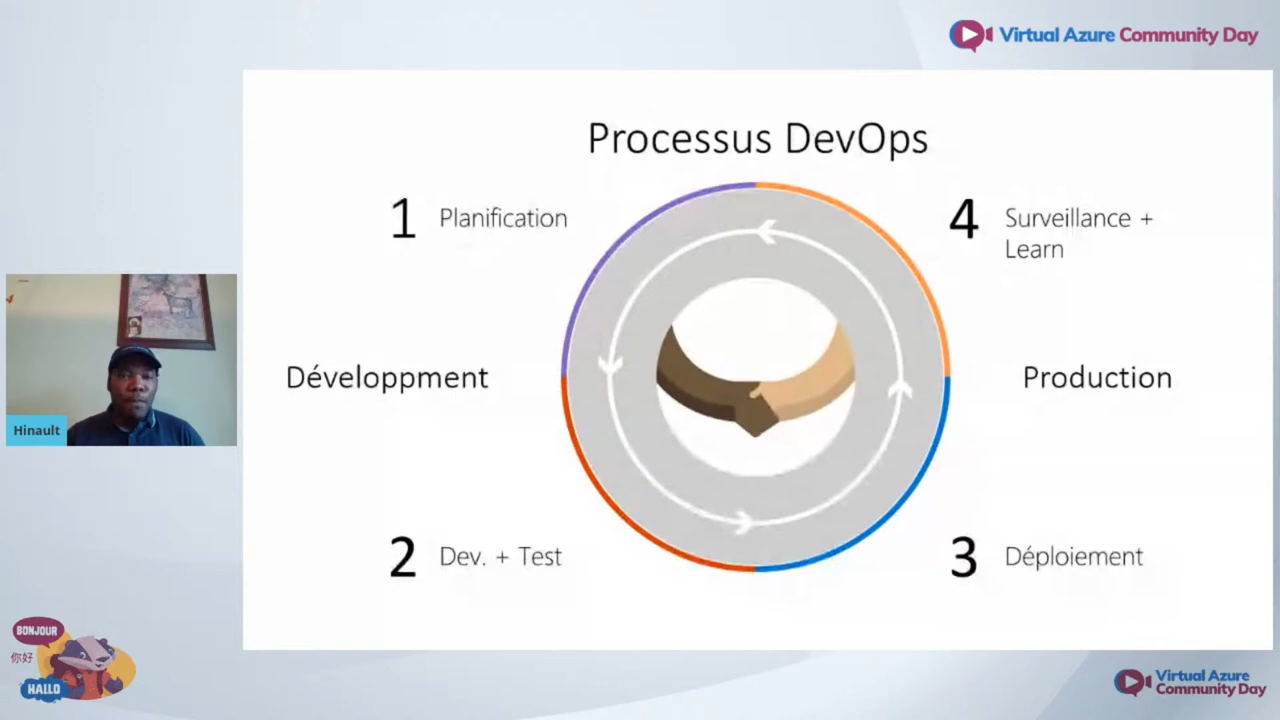 Virtual Azure Community Day
Processus DevOps
1 Planification
4 Surveillance +
Learn
Développment
Production
2 Dev. + Test
3 Déploiement
Hinault
BONJOUR
你好
HALLO
Virtual Azure
Community Day